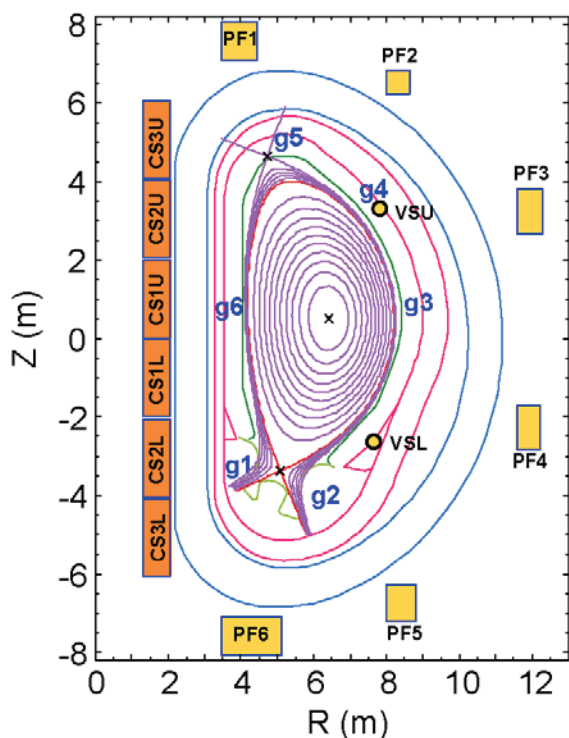 8
6
4
2
0
-2
-4
-6
-8
Z (m)
0 2 4 6 8 10 12
R (m)
PF1
PF2
PF3
PF4
PF5
PF6
CS3U
CS2U
CS1U
CS1L
CS2L
CS3L
g5
g4
VSU
g6
g3
g1
g2
VSL